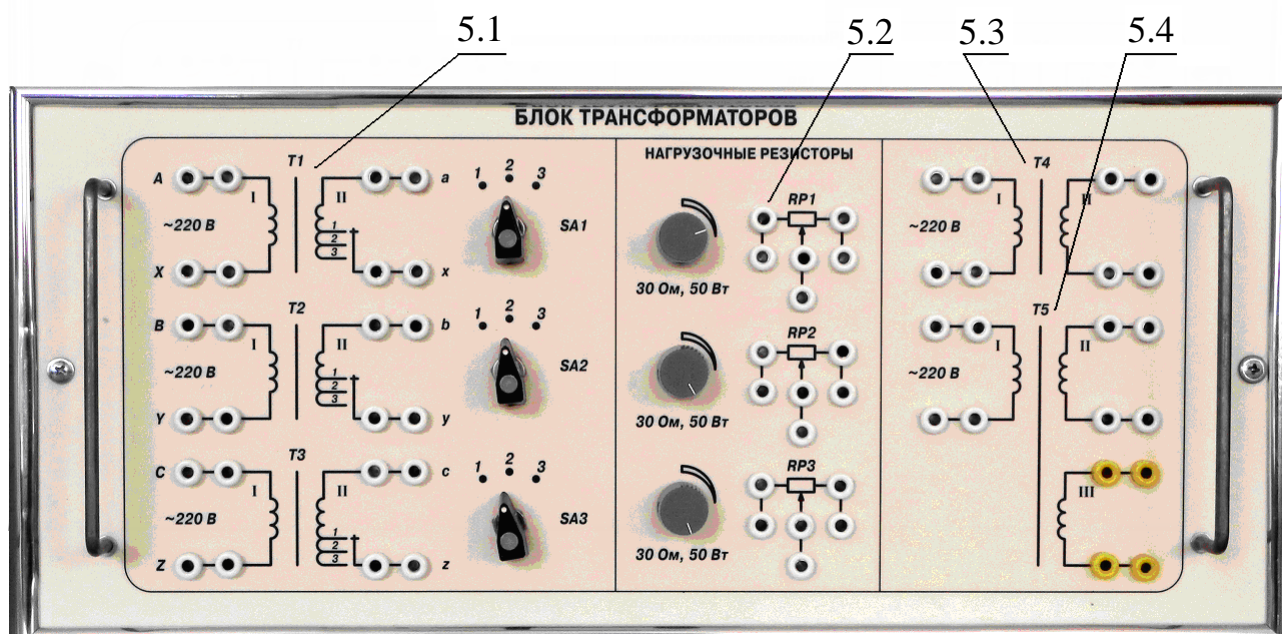 5.1
5.2
5.3
5.4
БЛОК ТРАНСФОРМАТОРОВ
T1
A
a
I
II
~220 В
1
2
3
X
x
1 2 3
SA1
T2
B
b
I
II
~220 В
1
2
3
Y
y
1 2 3
SA2
T3
C
c
I
II
~220 В
1
2
3
Z
z
1 2 3
SA3
НАГРУЗОЧНЫЕ РЕЗИСТОРЫ
RP1
30 Ом, 50 Вт
RP2
30 Ом, 50 Вт
RP3
30 Ом, 50 Вт
T4
I
II
~220 В
T5
I
II
~220 В
III